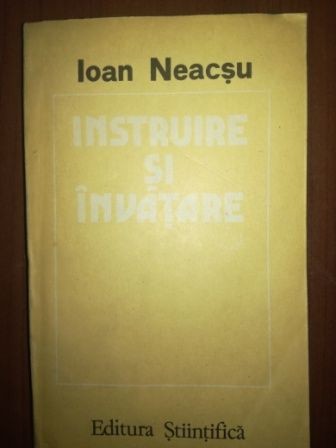 Ioan Neacșu
INSTRUIRE
ȘI
ÎNVĂȚARE
Editura Științifică